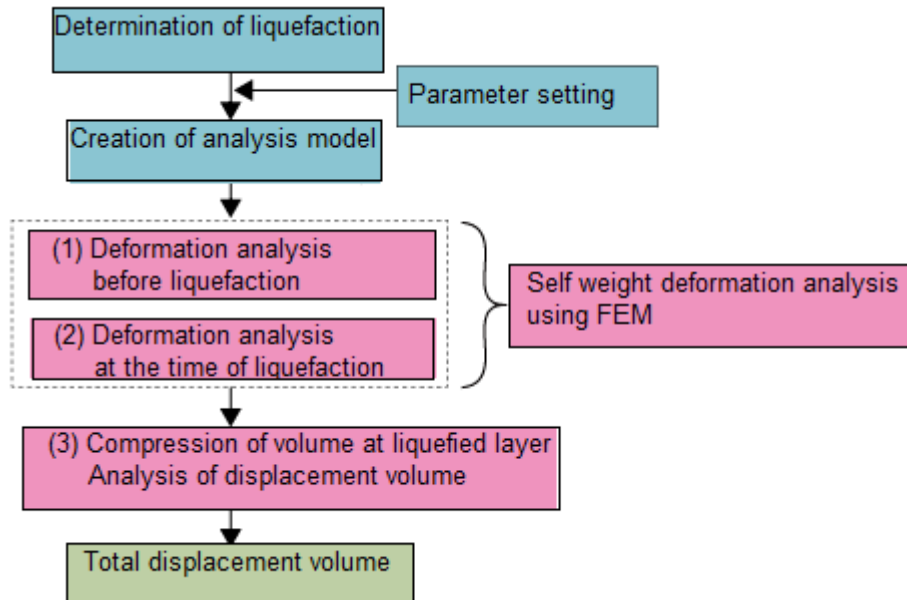 Determination of liquefaction
Parameter setting
Creation of analysis model
(1) Deformation analysis
before liquefaction
(2) Deformation analysis
at the time of liquefaction
Self weight deformation analysis
using FEM
(3) Compression of volume at liquefied layer
Analysis of displacement volume
Total displacement volume